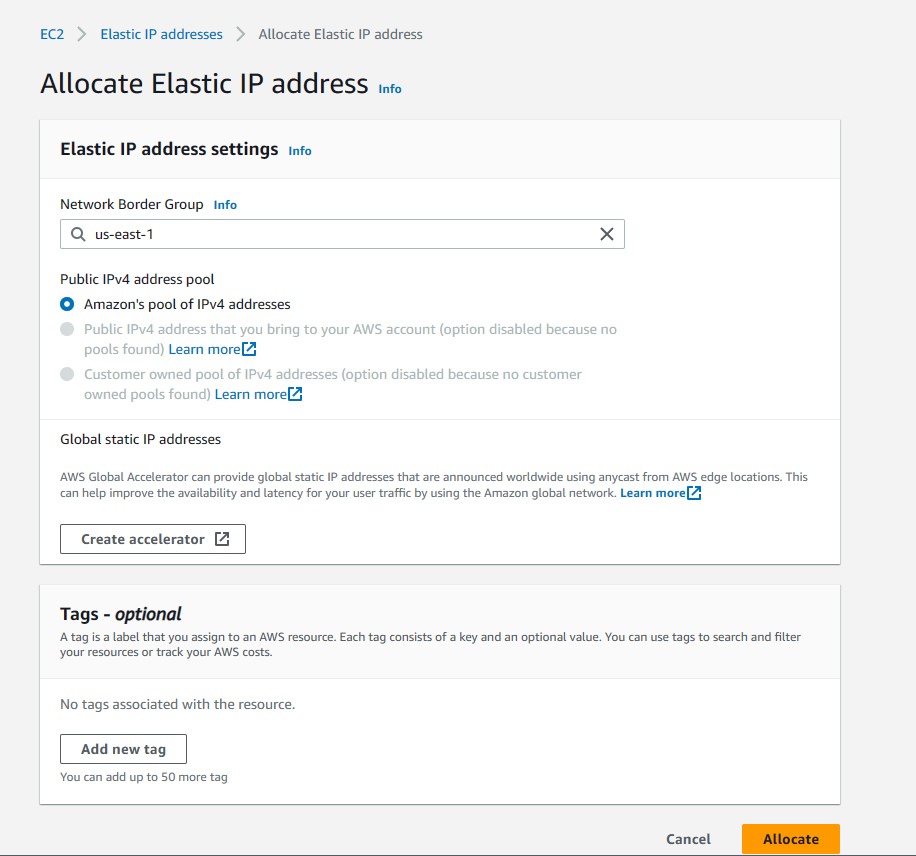 EC2 Elastic IP addresses Allocate Elastic IP address
Allocate Elastic IP address Info
Elastic IP address settings Info
Network Border Group Info
us-east-1
Public IPv4 address pool
Amazon's pool of IPv4 addresses
Public IPv4 address that you bring to your AWS account (option disabled because no
pools found) Learn more
Customer owned pool of IPv4 addresses (option disabled because no customer
owned pools found) Learn more
Global static IP addresses
AWS Global Accelerator can provide global static IP addresses that are announced worldwide using anycast from AWS edge locations. This
can help improve the availability and latency for your user traffic by using the Amazon global network. Learn more
Create accelerator
Tags - optional
A tag is a label that you assign to an AWS resource. Each tag consists of a key and an optional value. You can use tags to search and filter
your resources or track your AWS costs.
No tags associated with the resource.
Add new tag
You can add up to 50 more tag
Cancel Allocate